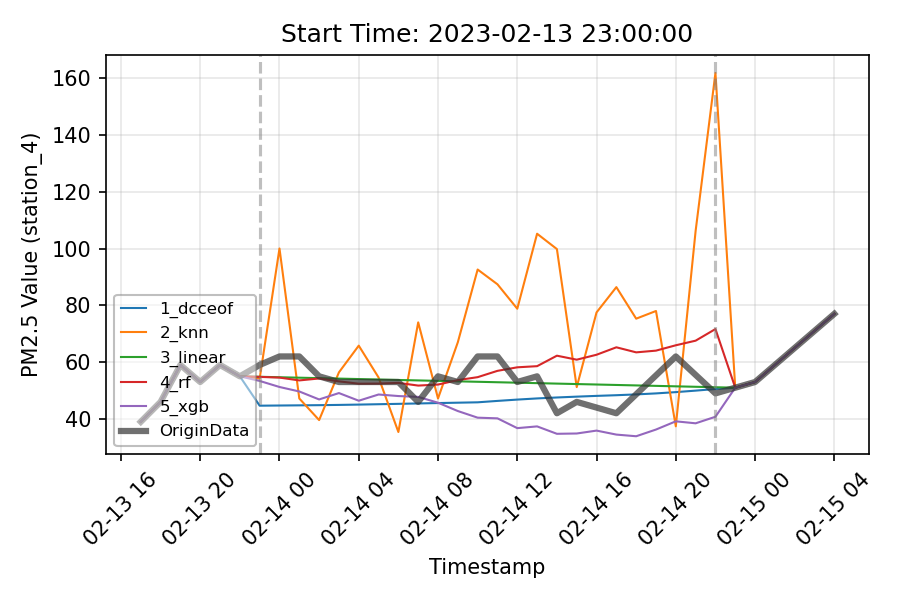 Start Time: 2023-02-13 23:00:00
PM2.5 Value (station_4)
160
140
120
100
80
60
40
1_dcceof
2_knn
3_linear
4_rf
5_xgb
OriginData
02-13 16
02-13 20
02-14 00
02-14 04
02-14 08
02-14 12
02-14 16
02-14 20
02-15 00
02-15 04
Timestamp